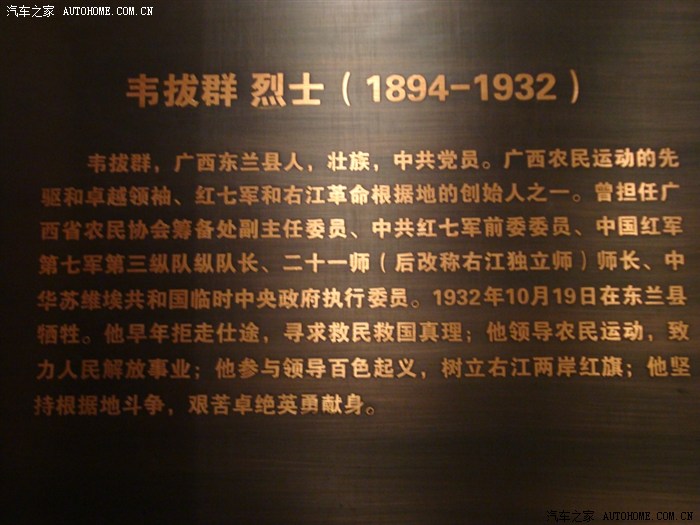 汽车之家 AUTOHOME.COM.CN
韦拔群 烈士（1894-1932）
韦拔群，广西东兰县人，壮族，中共党员。广西农民运动的先
驱和卓越领袖、红七军和右江革命根据地的创始人之一。曾担任广
西省农民协会筹备处副主任委员、中共红七军前委委员、中国红军
第七军第三纵队纵队长、二十一师（后改称右江独立师）师长、中
华苏维埃共和国临时中央政府执行委员。1932年10月19日在东兰县
牺牲。他早年拒走仕途，寻求救民救国真理；他领导农民运动，致
力人民解放事业；他参与领导百色起义，树立右江两岸红旗；他坚
持根据地斗争，艰苦卓绝英勇献身。
汽车之家 AUTOHOME.COM.CN